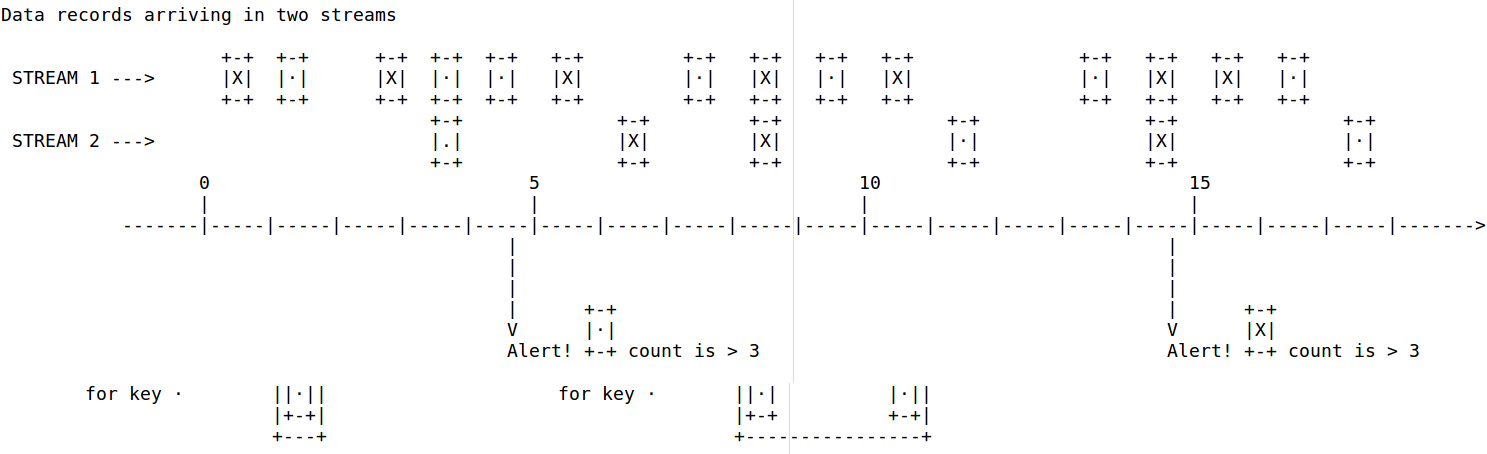 Data records arriving in two streams
+-+ +-+ +-+ +-+ +-+ +-+ +-+ +-+ +-+ +-+ +-+ +-+ +-+ +-+
STREAM 1 ---> |X| |·| |X| |·| |·| |X| |·| |X| |·| |X| |·| |X| |X| |·|
+-+ +-+ +-+ +-+ +-+ +-+ +-+ +-+ +-+ +-+ +-+ +-+ +-+ +-+
+-+ +-+ +-+ +-+ +-+ +-+
STREAM 2 ---> |.| |X| |X| |·| |X| |·|
+-+ +-+ +-+ +-+ +-+ +-+
0 5 10 15
| | | |
-------|-----|-----|-----|-----|-----|-----|-----|-----|-----|-----|-----|-----|-----|-----|-----|-----|-----|-----|------->
| |
| |
| |
| +-+ | +-+
V |·| V |X|
Alert! +-+ count is > 3 Alert! +-+ count is > 3
for key · ||·|| for key · ||·| |·||
|+-+| |+-+ +-+|
+---+ +----------------+